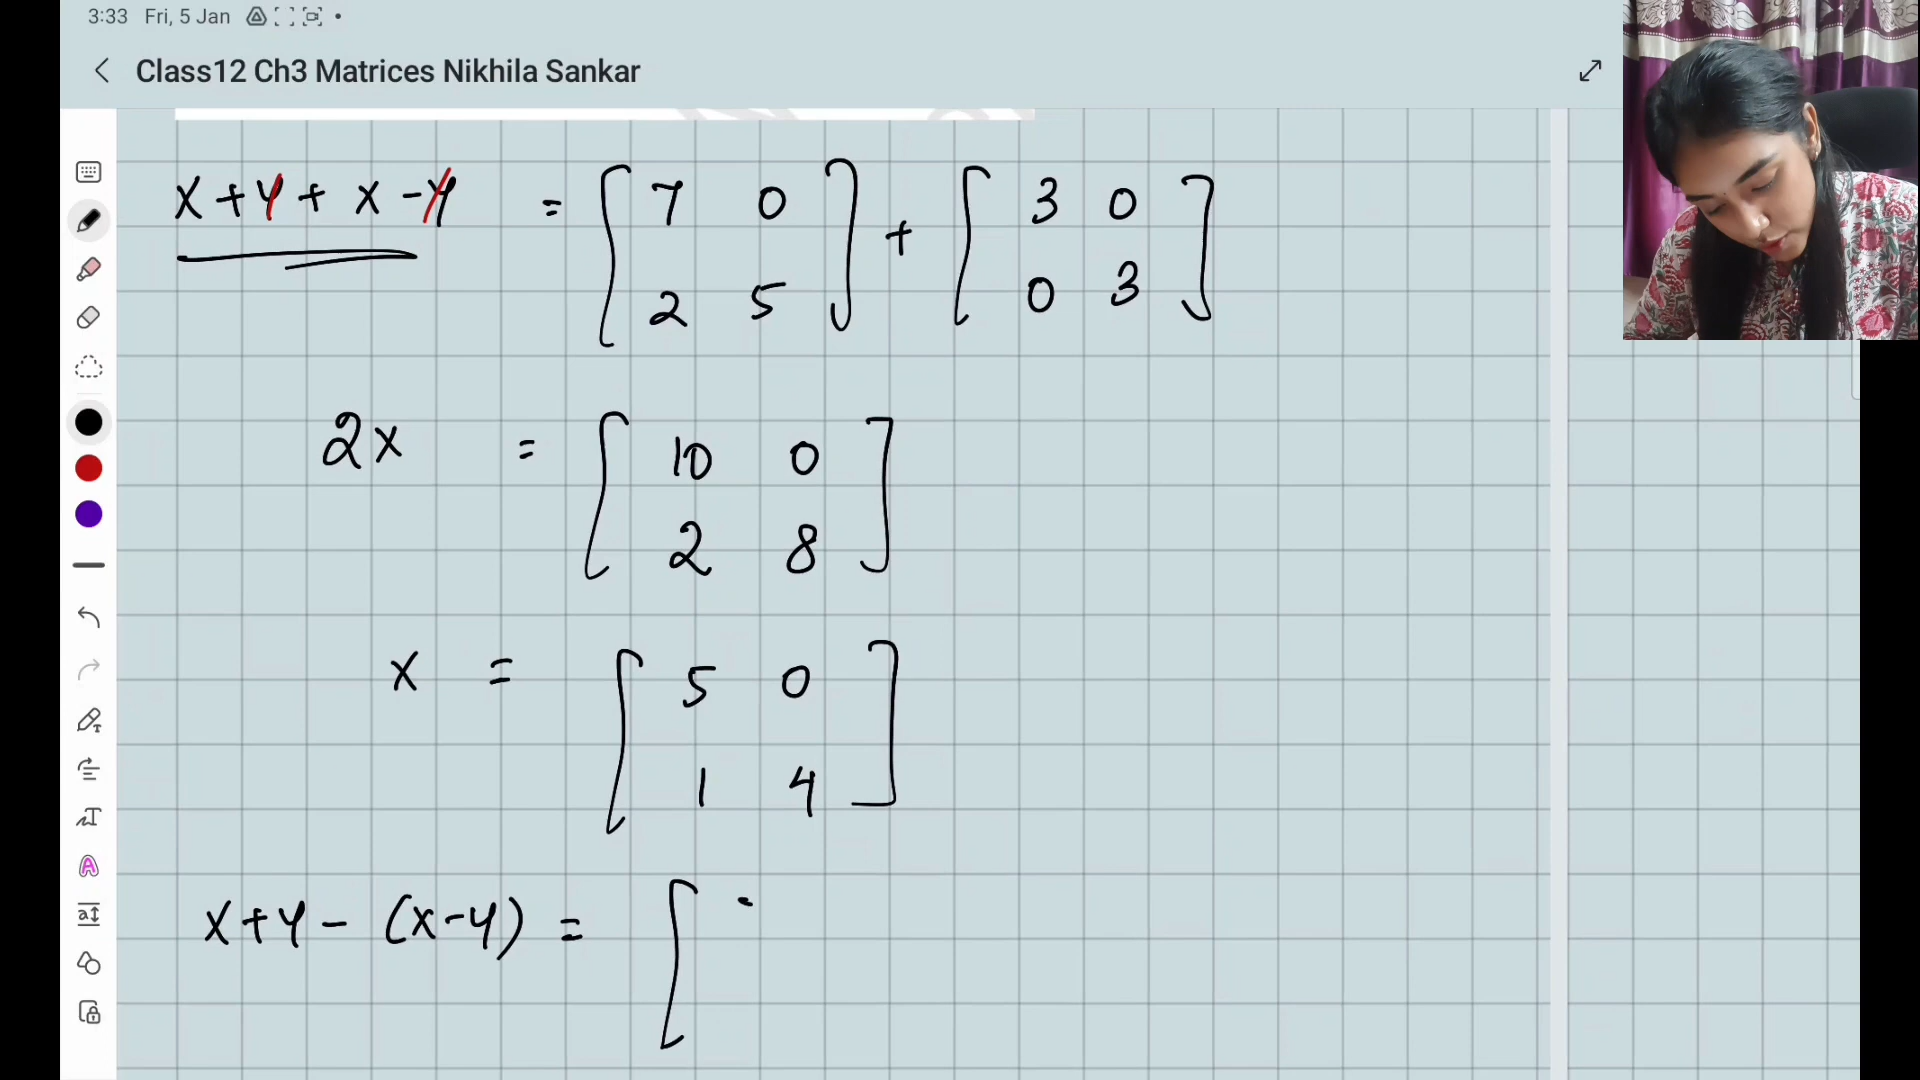 3:33 Fri, 5 Jan
Class12 Ch3 Matrices Nikhila Sankar
x + y + x - y = [ 7 0 ] + [ 3 0 ]
2 5 0 3
2x = [ 10 0 ]
2 8
x = [ 5 0 ]
1 4
x + y - (x - y) = [